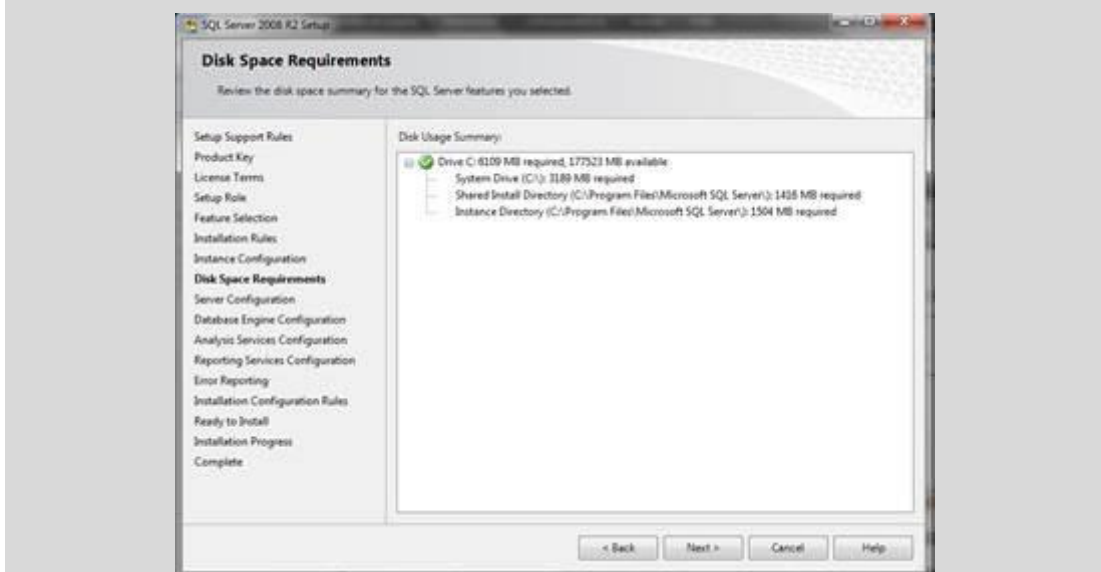 SQL Server 2008 R2 Setup
Disk Space Requirements
Review the disk space summary for the SQL Server features you selected.
Setup Support Rules
Product Key
License Terms
Setup Role
Feature Selection
Installation Rules
Instance Configuration
Disk Space Requirements
Server Configuration
Database Engine Configuration
Analysis Services Configuration
Reporting Services Configuration
Error Reporting
Installation Configuration Rules
Ready to Install
Installation Progress
Complete
Disk Usage Summary:
Drive C: 6109 MB required, 177523 MB available
System Drive (C:\): 3189 MB required
Shared Install Directory (C:\Program Files\Microsoft SQL Server\): 1416 MB required
Instance Directory (C:\Program Files\Microsoft SQL Server\): 1504 MB required
< Back
Next >
Cancel
Help